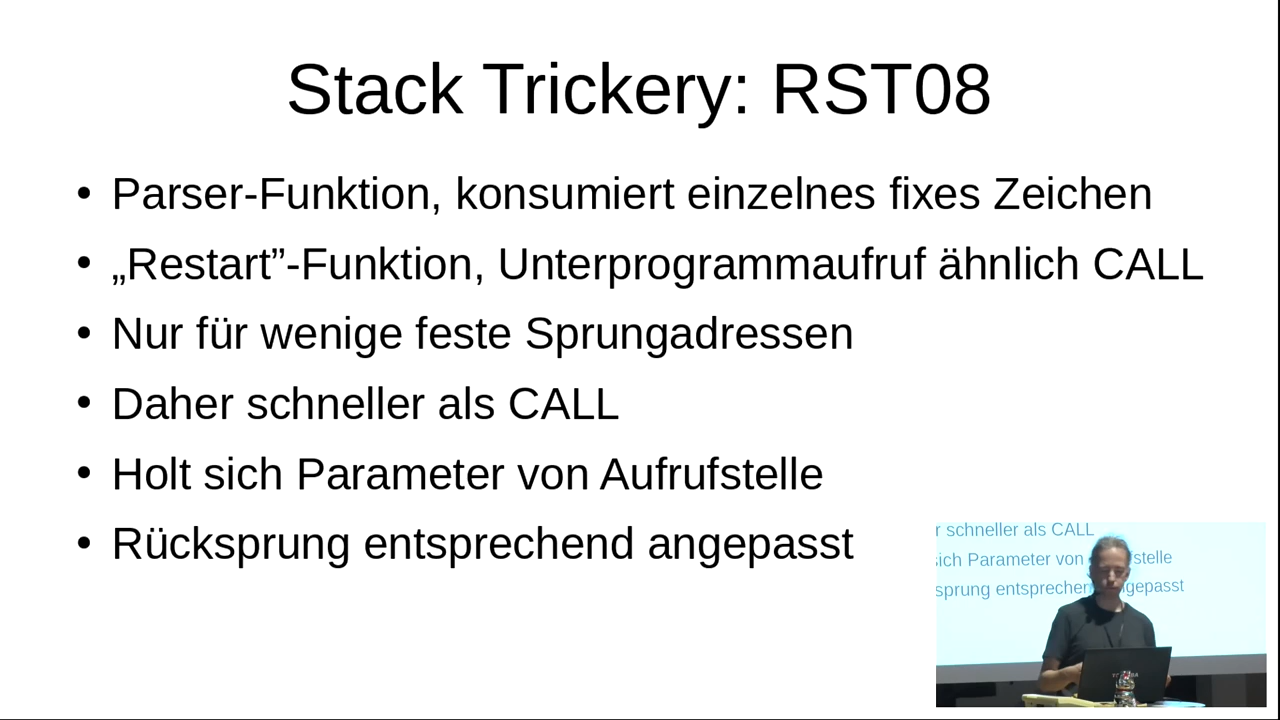 Stack Trickery: RST08
• Parser-Funktion, konsumiert einzelnes fixes Zeichen
• „Restart”-Funktion, Unterprogrammaufruf ähnlich CALL
• Nur für wenige feste Sprungadressen
• Daher schneller als CALL
• Holt sich Parameter von Aufrufstelle
• Rücksprung entsprechend angepasst
r schneller als CALL
sich Parameter von stelle
sprung entsprechen ngepasst